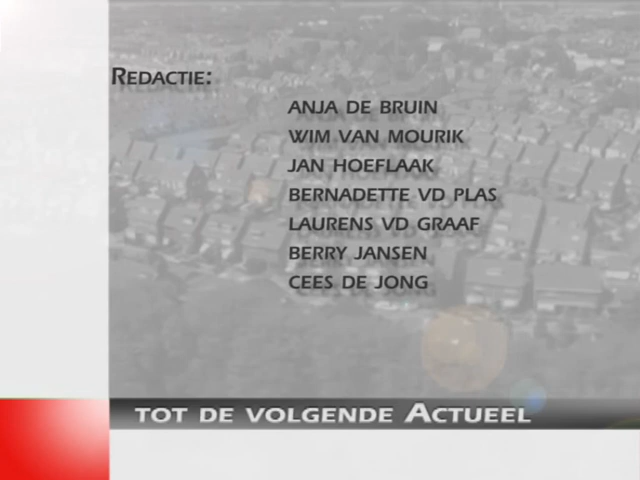 Redactie:
ANJA DE BRUIN
WIM VAN MOURIK
JAN HOEFLAAK
BERNADETTE VD PLAS
LAURENS VD GRAAF
BERRY JANSEN
CEES DE JONG
TOT DE VOLGENDE ACTUEEL